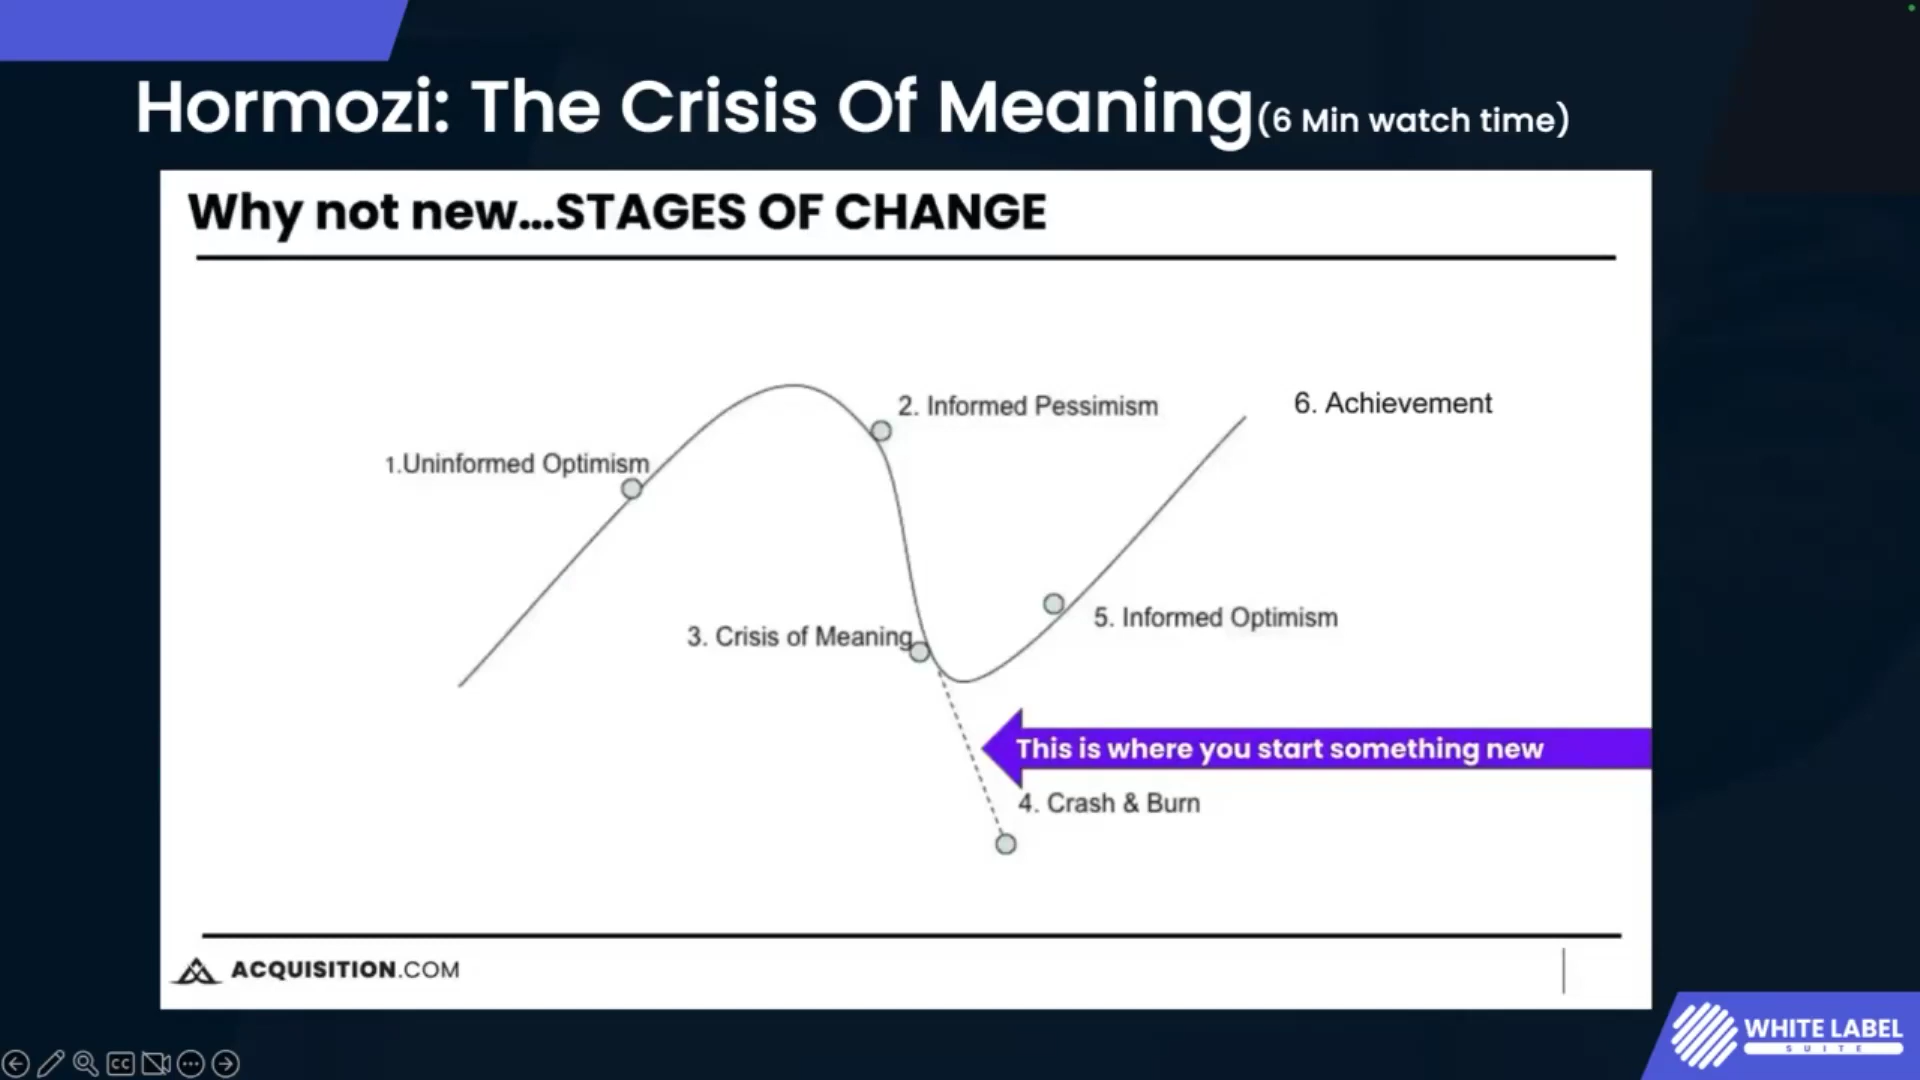 Hormozi: The Crisis Of Meaning(6 Min watch time)
Why not new...STAGES OF CHANGE
2. Informed Pessimism
6. Achievement
1.Uninformed Optimism
5. Informed Optimism
3. Crisis of Meaning
This is where you start something new
4. Crash & Burn
ACQUISITION.COM
WHITE LABEL
SUITE
CC